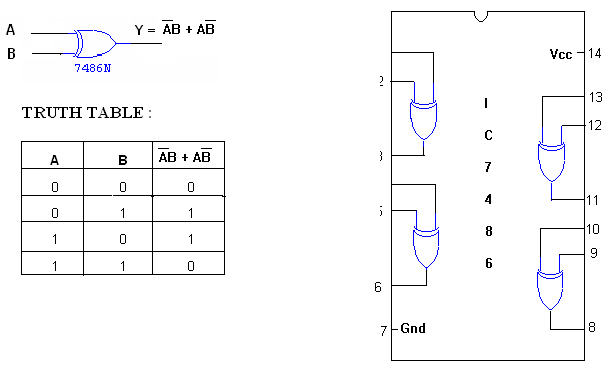 A
B
Y = A̅B + AB̅
7486N
TRUTH TABLE :
A B A̅B + AB̅
0 0 0
0 1 1
1 0 1
1 1 0
I
C
7
4
8
6
2
3
5
6
7 Gnd
Vcc 14
13
12
11
10
9
8